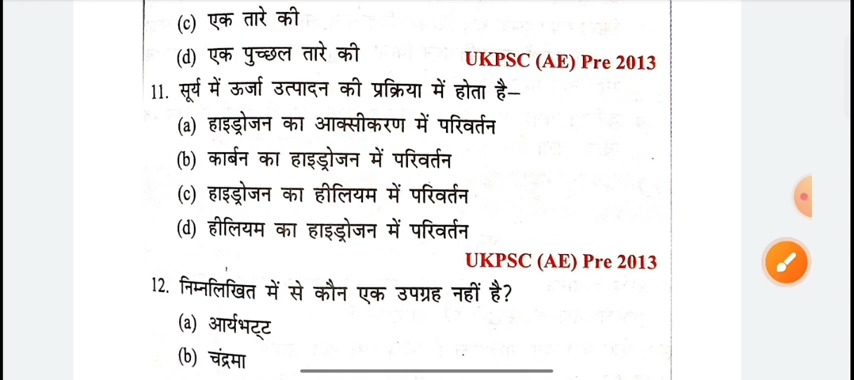 (c) एक तारे की
(d) एक पुच्छल तारे की
UKPSC (AE) Pre 2013
11. सूर्य में ऊर्जा उत्पादन की प्रक्रिया में होता है–
(a) हाइड्रोजन का आक्सीकरण में परिवर्तन
(b) कार्बन का हाइड्रोजन में परिवर्तन
(c) हाइड्रोजन का हीलियम में परिवर्तन
(d) हीलियम का हाइड्रोजन में परिवर्तन
UKPSC (AE) Pre 2013
12. निम्नलिखित में से कौन एक उपग्रह नहीं है?
(a) आर्यभट्ट
(b) चंद्रमा